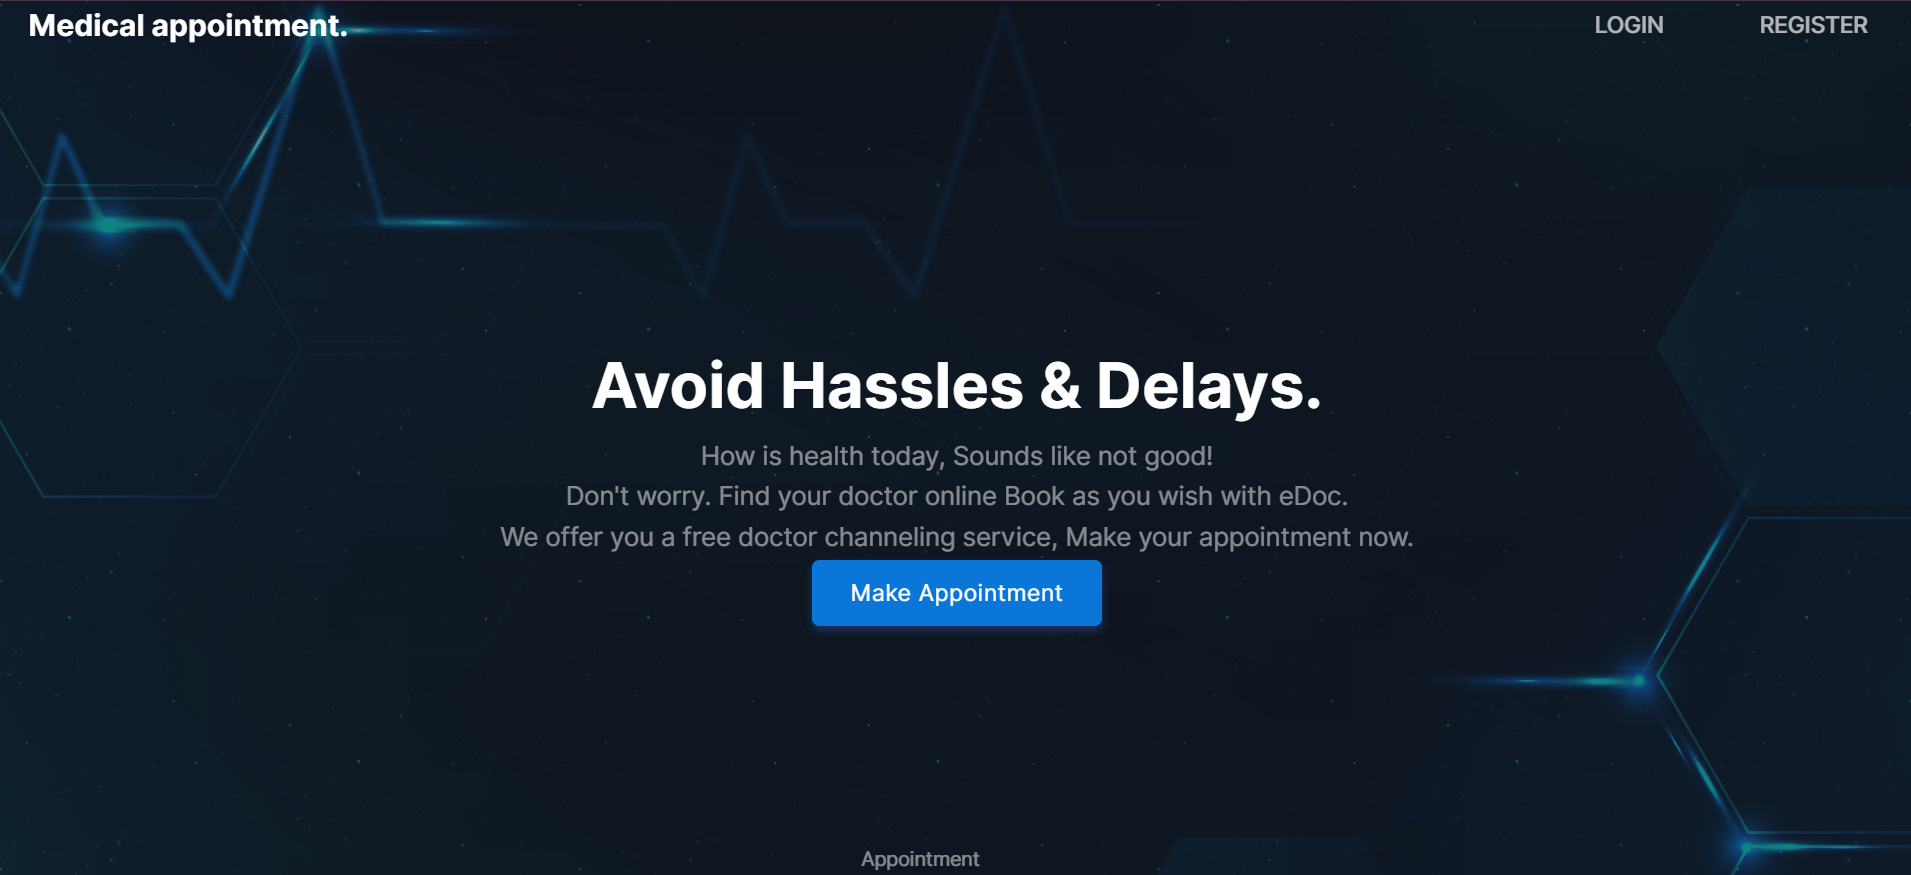 Medical appointment.
LOGIN
REGISTER
Avoid Hassles & Delays.
How is health today, Sounds like not good!
Don't worry. Find your doctor online Book as you wish with eDoc.
We offer you a free doctor channeling service, Make your appointment now.
Make Appointment
Appointment